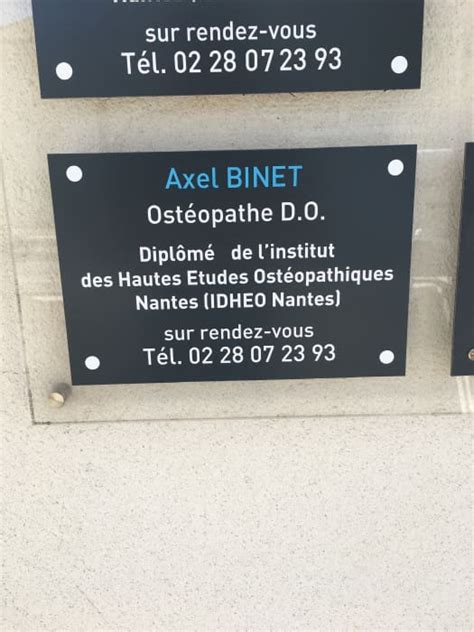 sur rendez-vous
Tél. 02 28 07 23 93
Axel BINET
Ostéopathe D.O.
Diplômé de l'institut
des Hautes Etudes Ostéopathiques
Nantes (IDHEO Nantes)
sur rendez-vous
Tél. 02 28 07 23 93